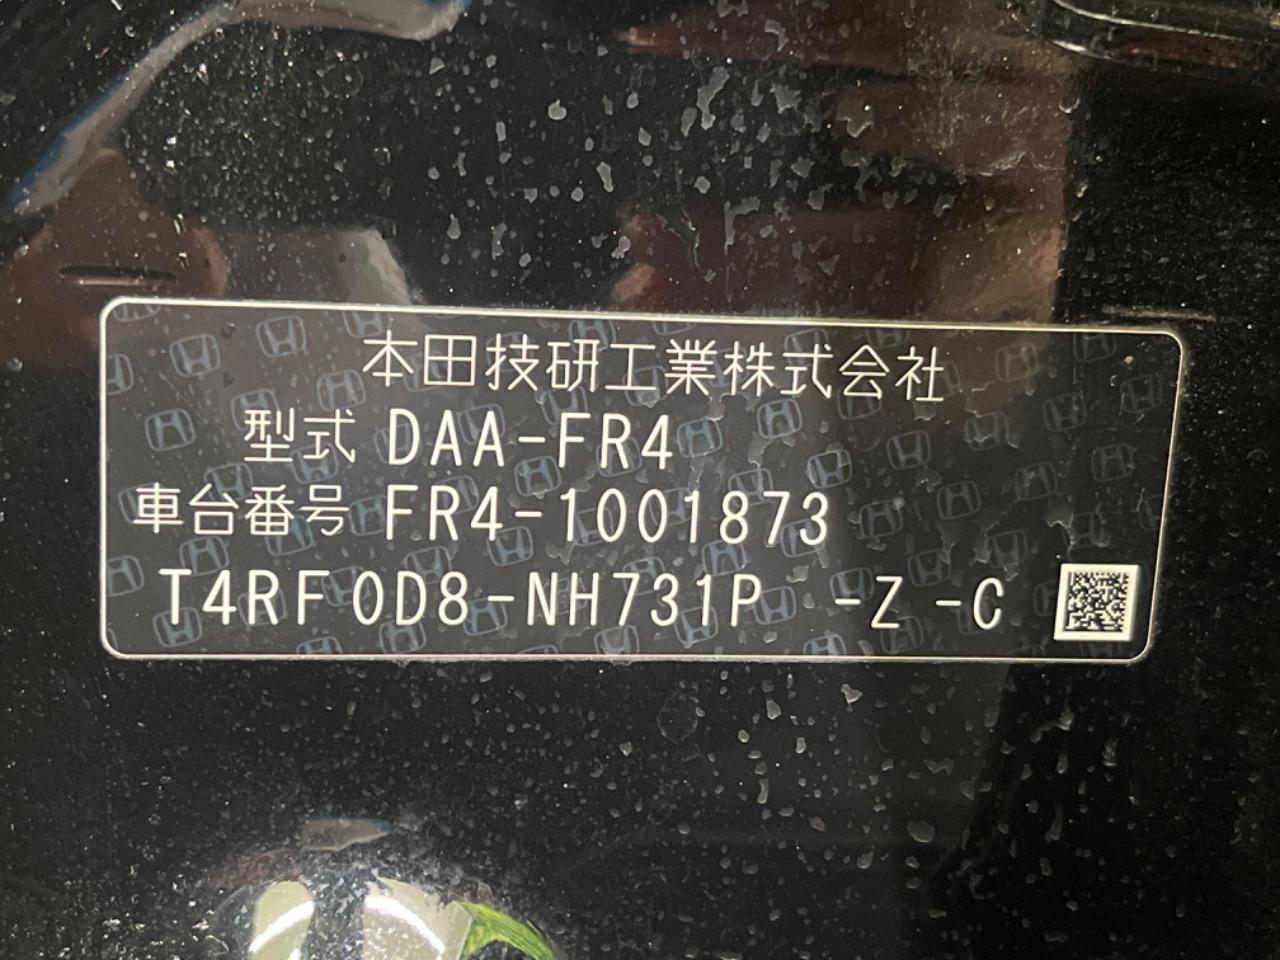 本田技研工業株式会社
型式 DAA-FR4
車台番号 FR4-1001873
T4RF0D8-NH731P -Z -C